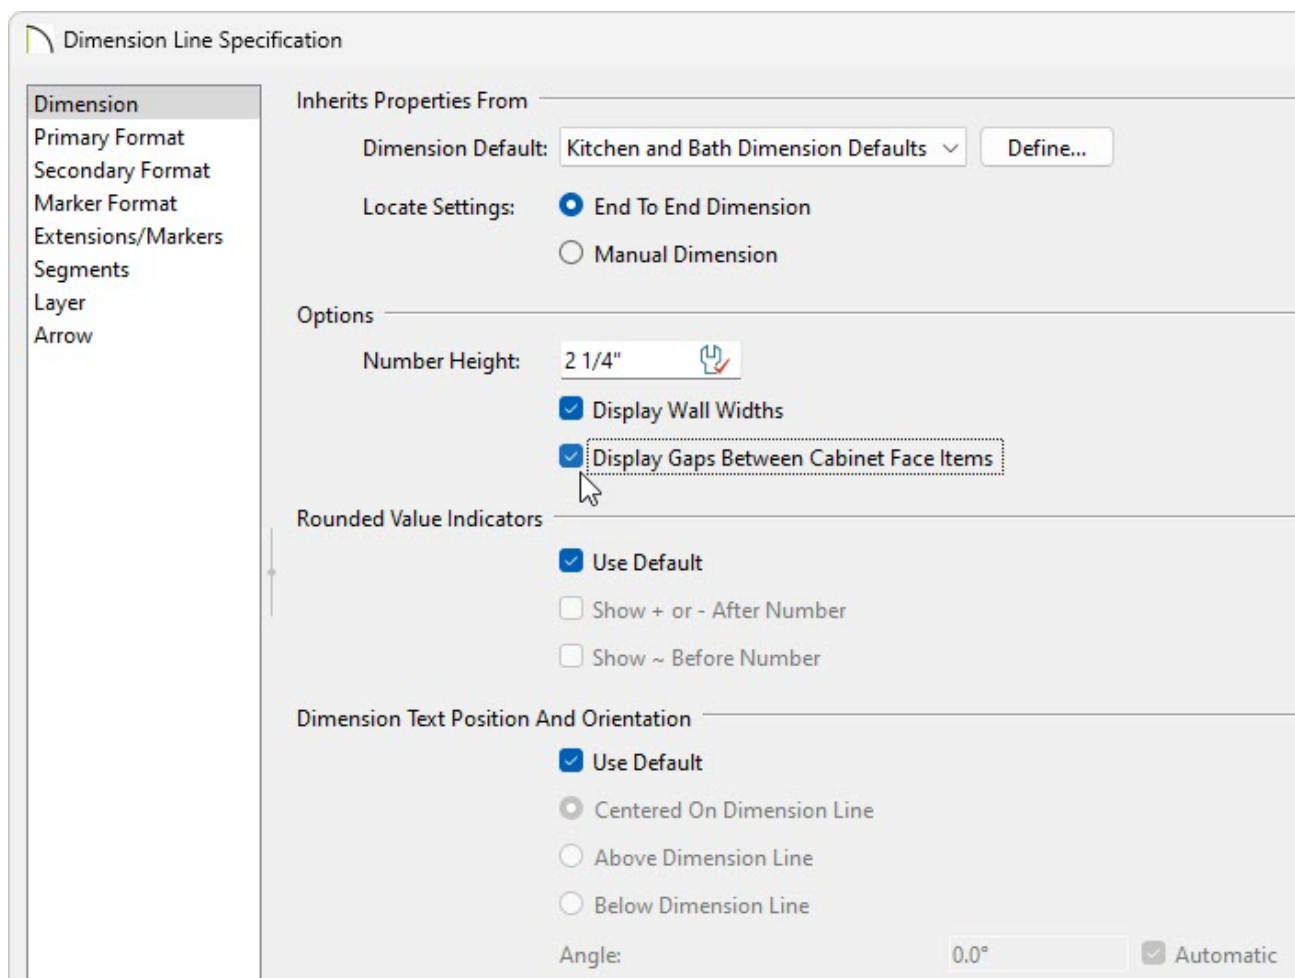 Dimension Line Specification
Dimension
Primary Format
Secondary Format
Marker Format
Extensions/Markers
Segments
Layer
Arrow
Inherits Properties From
Dimension Default: Kitchen and Bath Dimension Defaults Define...
Locate Settings: End To End Dimension
Manual Dimension
Options
Number Height: 2 1/4"
Display Wall Widths
Display Gaps Between Cabinet Face Items
Rounded Value Indicators
Use Default
Show + or - After Number
Show ~ Before Number
Dimension Text Position And Orientation
Use Default
Centered On Dimension Line
Above Dimension Line
Below Dimension Line
Angle: 0.0° Automatic